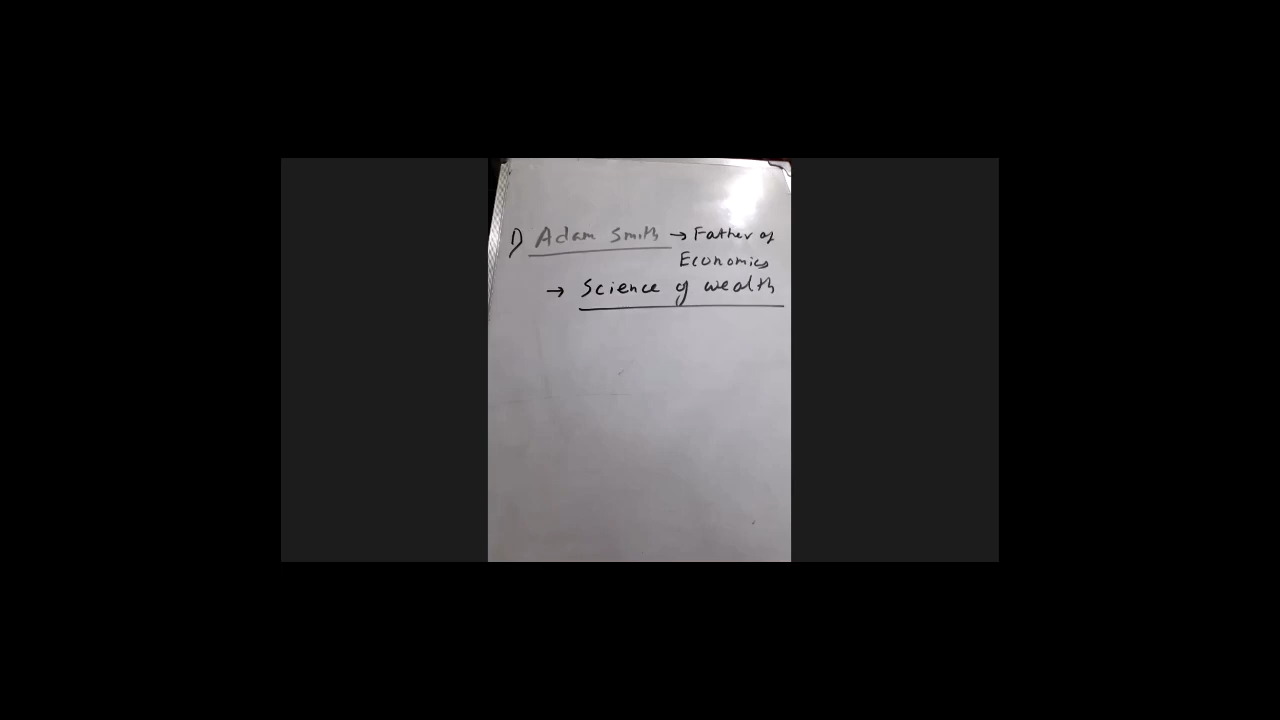 1) Adam Smith → Father of
Economics
→ Science of wealth